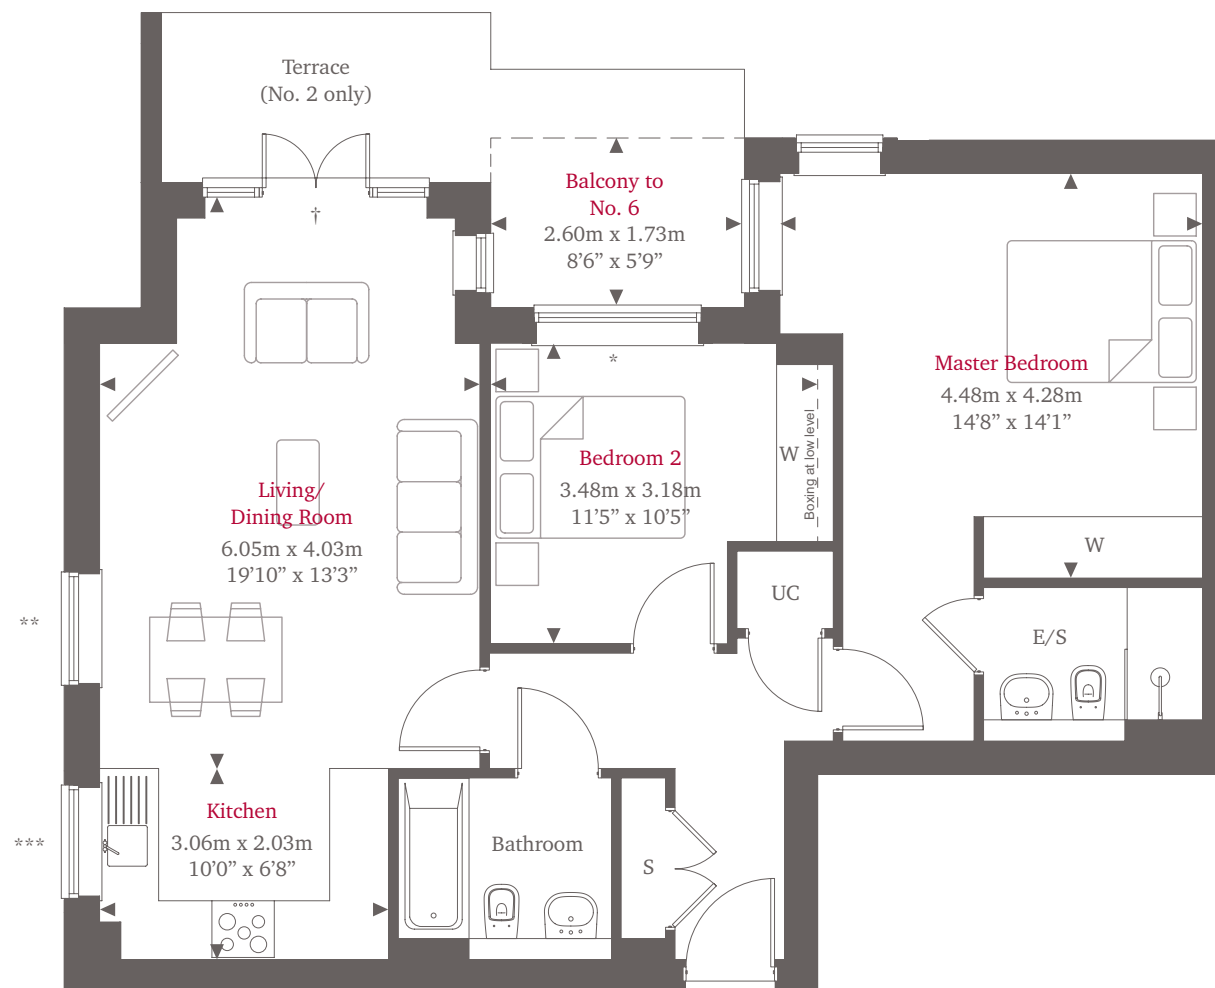 Terrace
(No. 2 only)
†
Balcony to
No. 6
2.60m x 1.73m
8’6” x 5’9”
*
Master Bedroom
4.48m x 4.28m
14’8” x 14’1”
W
Bedroom 2
3.48m x 3.18m
11’5” x 10’5”
W
Boxing at low level
Living/
Dining Room
6.05m x 4.03m
19’10” x 13’3”
UC
E/S
**
Kitchen
3.06m x 2.03m
10’0” x 6’8”
***
Bathroom
S